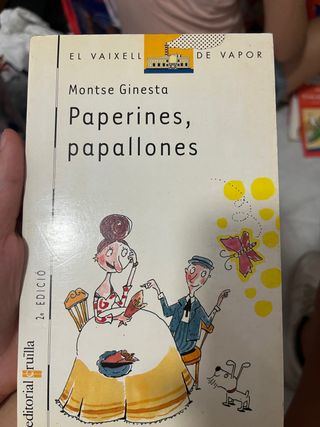 EL VAIXELL DE VAPOR
Montse Ginesta
Paperines,
papallones
2a EDICIÓ
editorial cruïlla